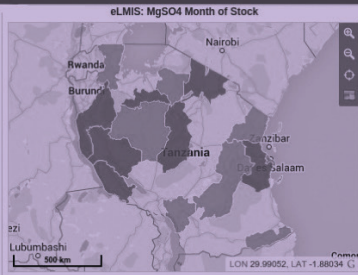 eLMIS: MgSO4 Month of Stock
Nairobi
Rwanda
Burundi
Zanzibar
Tanzania
Dar es Salaam
ezi
Lubumbashi
500 km
LON 29.99052, LAT -1.88034